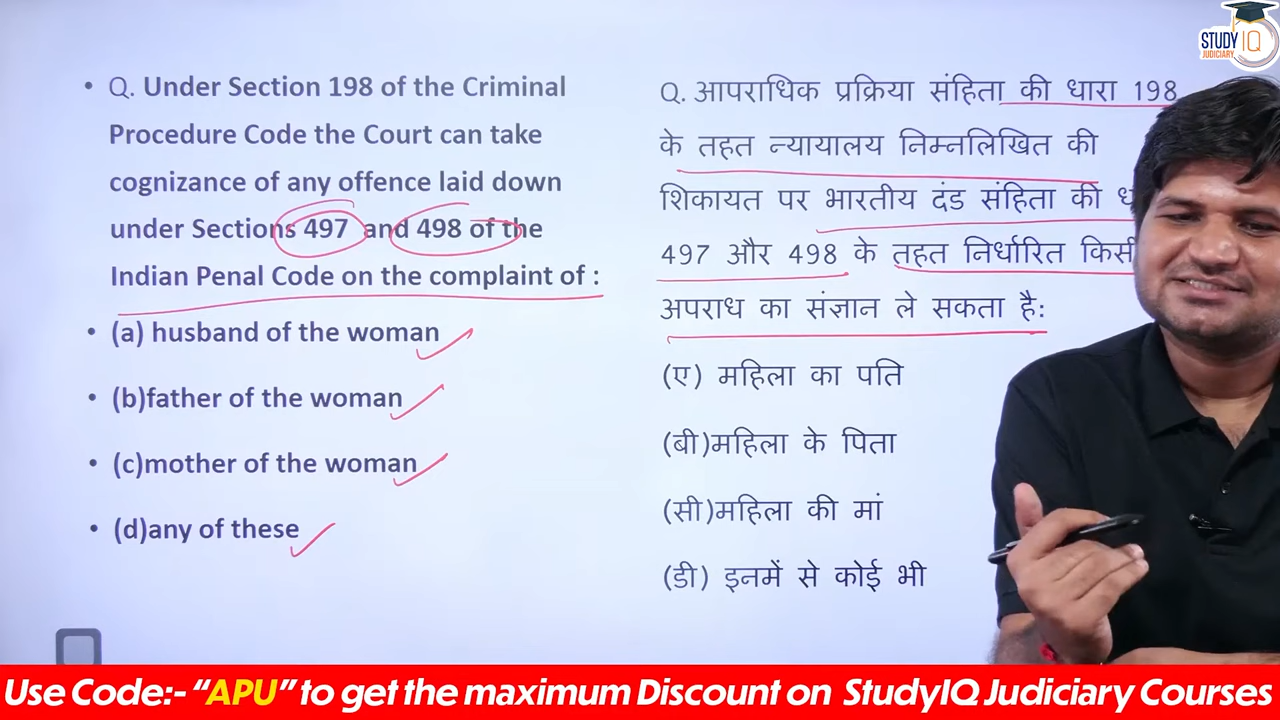 STUDY IQ
JUDICIARY
• Q. Under Section 198 of the Criminal
Procedure Code the Court can take
cognizance of any offence laid down
under Sections 497 and 498 of the
Indian Penal Code on the complaint of :
• (a) husband of the woman
• (b)father of the woman
• (c)mother of the woman
• (d)any of these
Q. आपराधिक प्रक्रिया संहिता की धारा 198
के तहत न्यायालय निम्नलिखित की
शिकायत पर भारतीय दंड संहिता की
497 और 498 के तहत निर्धारित किसी
अपराध का संज्ञान ले सकता है:
(ए) महिला का पति
(बी)महिला के पिता
(सी)महिला की मां
(डी) इनमें से कोई भी
Use Code:- “APU” to get the maximum Discount on StudyIQ Judiciary Courses